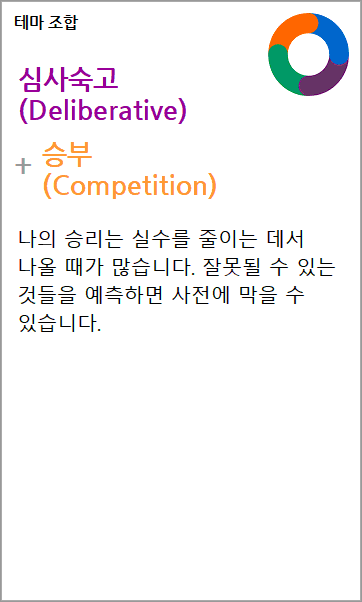 테마 조합
심사숙고
(Deliberative)
+ 승부
(Competition)
나의 승리는 실수를 줄이는 데서
나올 때가 많습니다. 잘못될 수 있는
것들을 예측하면 사전에 막을 수
있습니다.